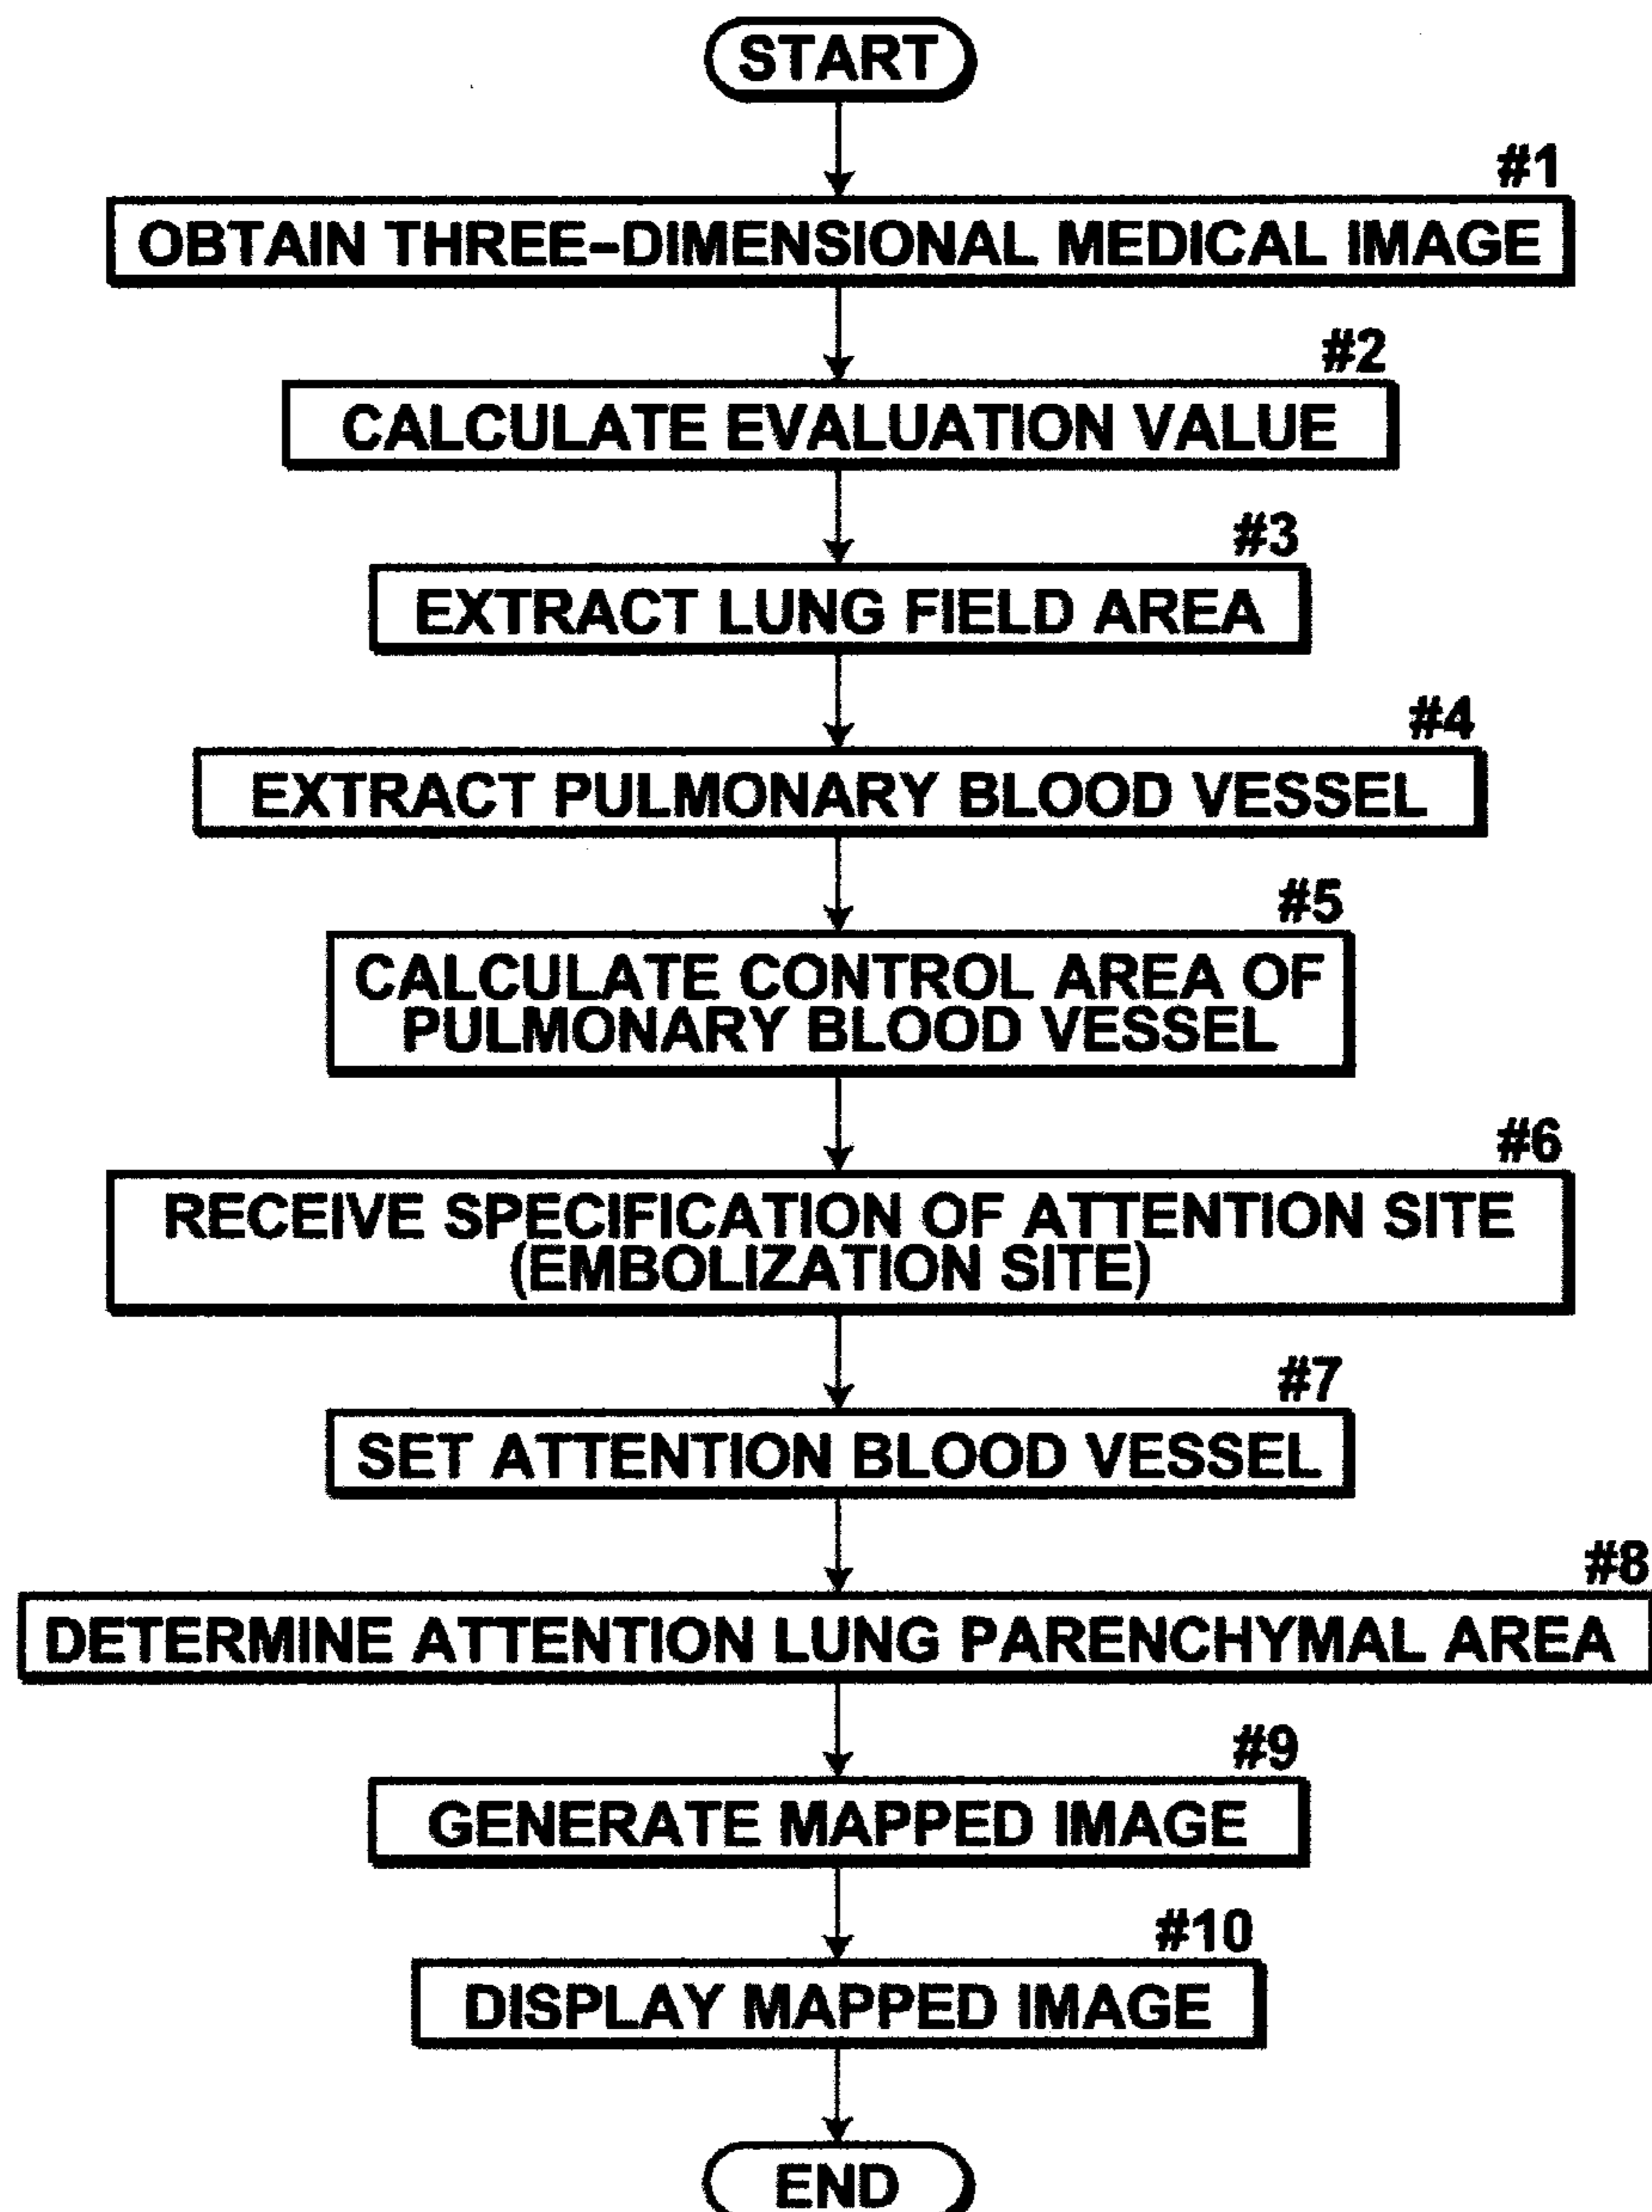 START
#1
OBTAIN THREE-DIMENSIONAL MEDICAL IMAGE
#2
CALCULATE EVALUATION VALUE
#3
EXTRACT LUNG FIELD AREA
#4
EXTRACT PULMONARY BLOOD VESSEL
#5
CALCULATE CONTROL AREA OF
PULMONARY BLOOD VESSEL
#6
RECEIVE SPECIFICATION OF ATTENTION SITE
(EMBOLIZATION SITE)
#7
SET ATTENTION BLOOD VESSEL
#8
DETERMINE ATTENTION LUNG PARENCHYMAL AREA
#9
GENERATE MAPPED IMAGE
#10
DISPLAY MAPPED IMAGE
END